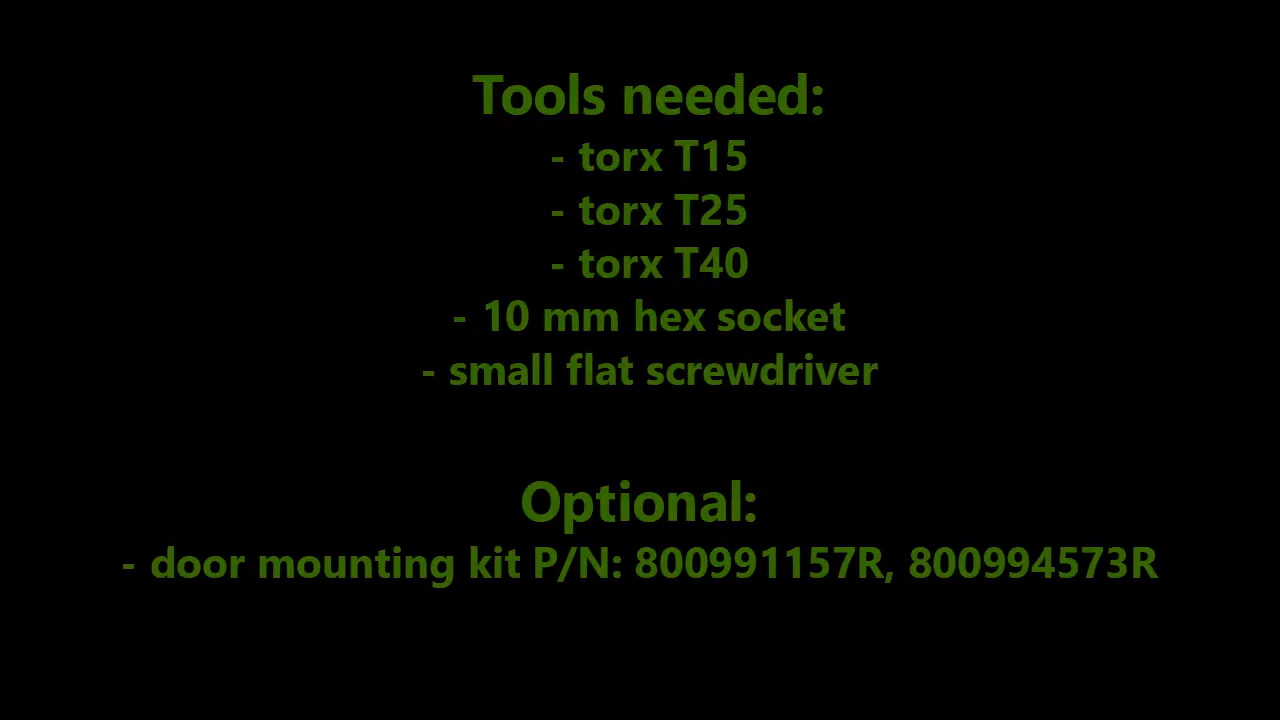 Tools needed:
- torx T15
- torx T25
- torx T40
- 10 mm hex socket
- small flat screwdriver
Optional:
- door mounting kit P/N: 800991157R, 800994573R